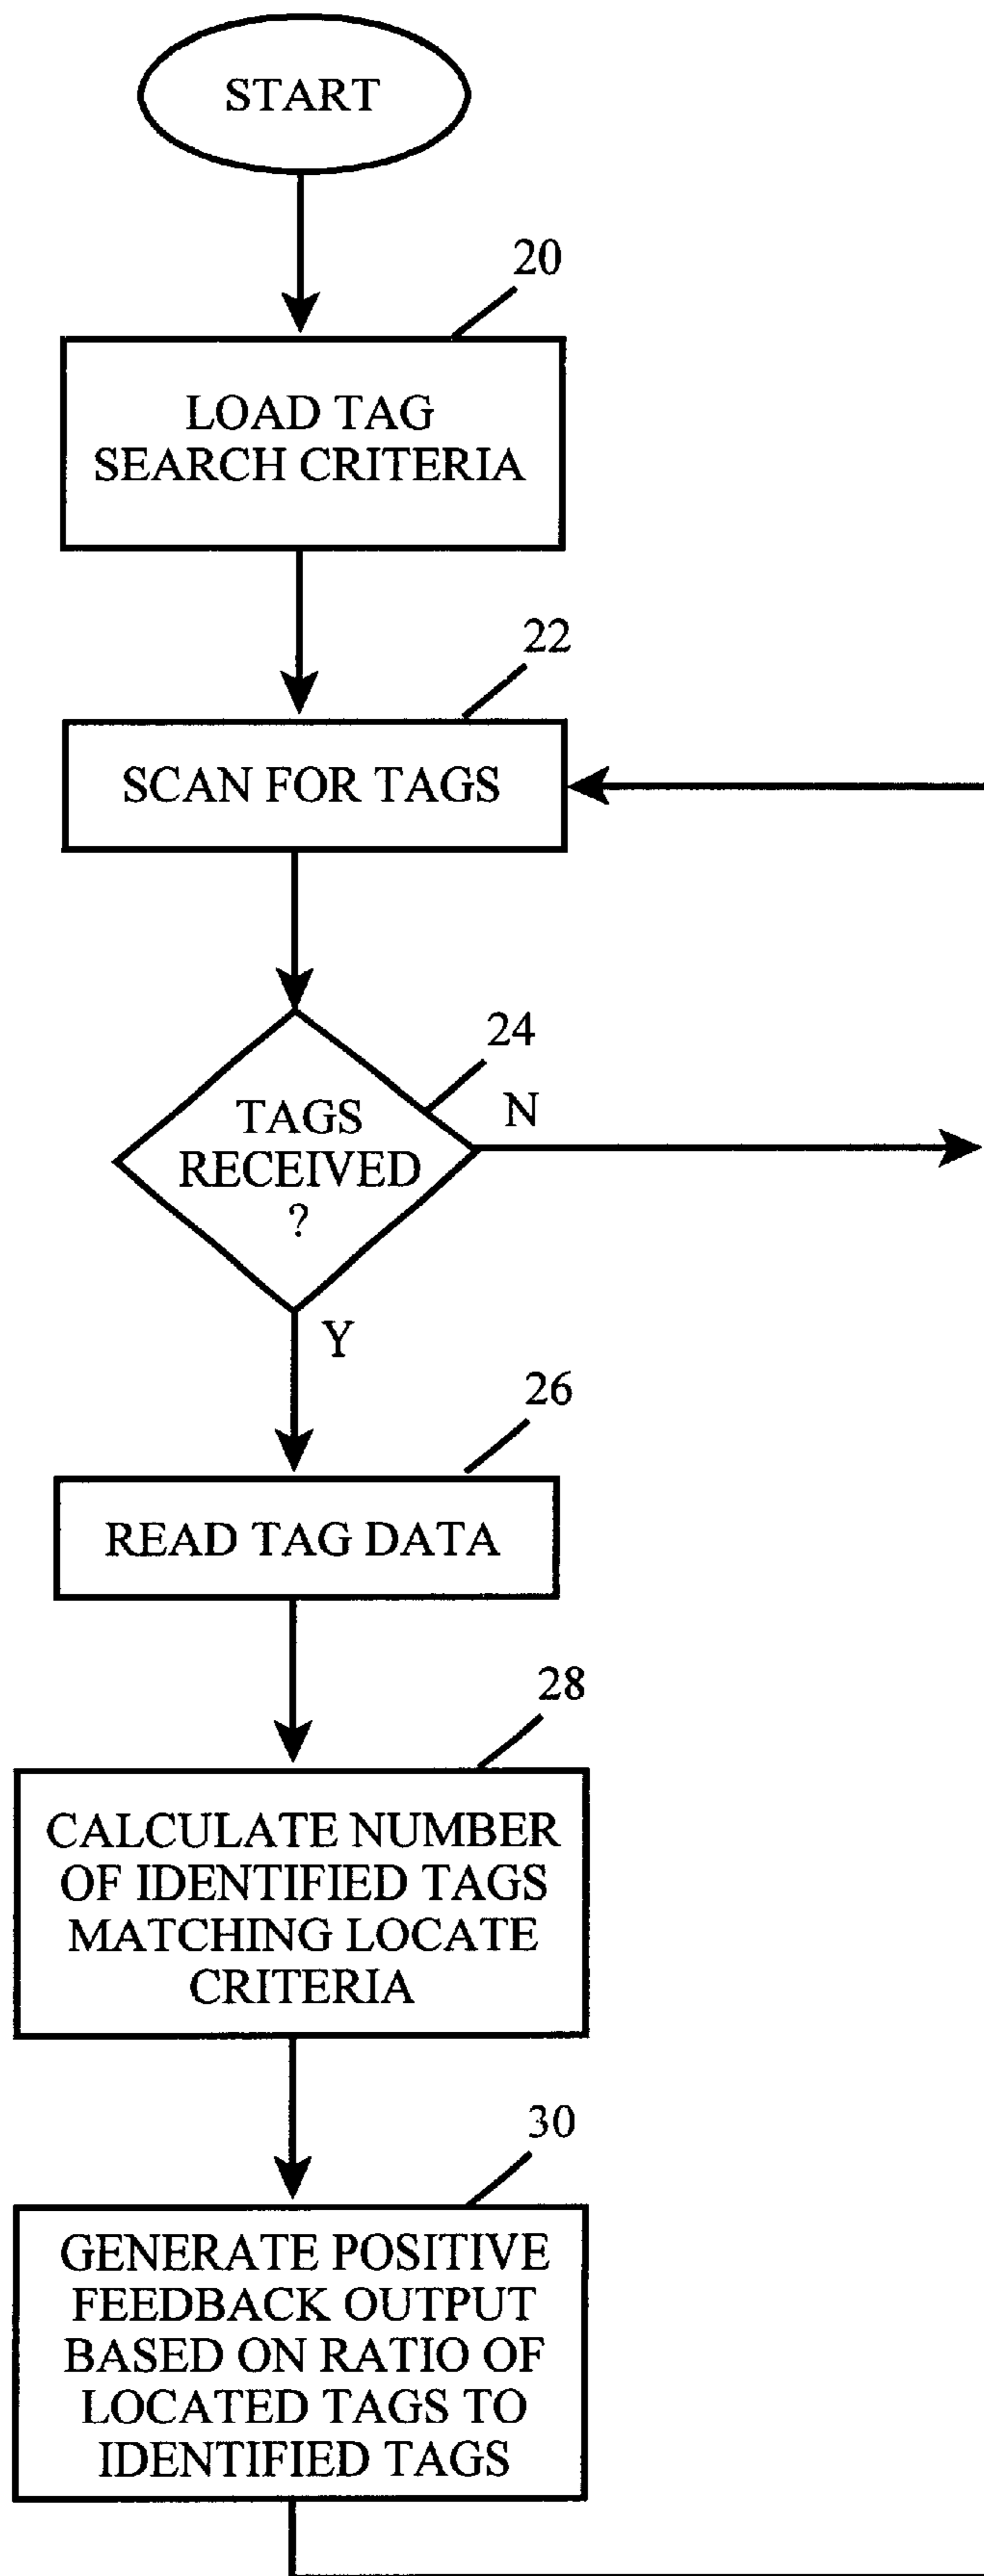 START
20
LOAD TAG
SEARCH CRITERIA
22
SCAN FOR TAGS
24
TAGS
RECEIVED
?
N
Y
26
READ TAG DATA
28
CALCULATE NUMBER
OF IDENTIFIED TAGS
MATCHING LOCATE
CRITERIA
30
GENERATE POSITIVE
FEEDBACK OUTPUT
BASED ON RATIO OF
LOCATED TAGS TO
IDENTIFIED TAGS